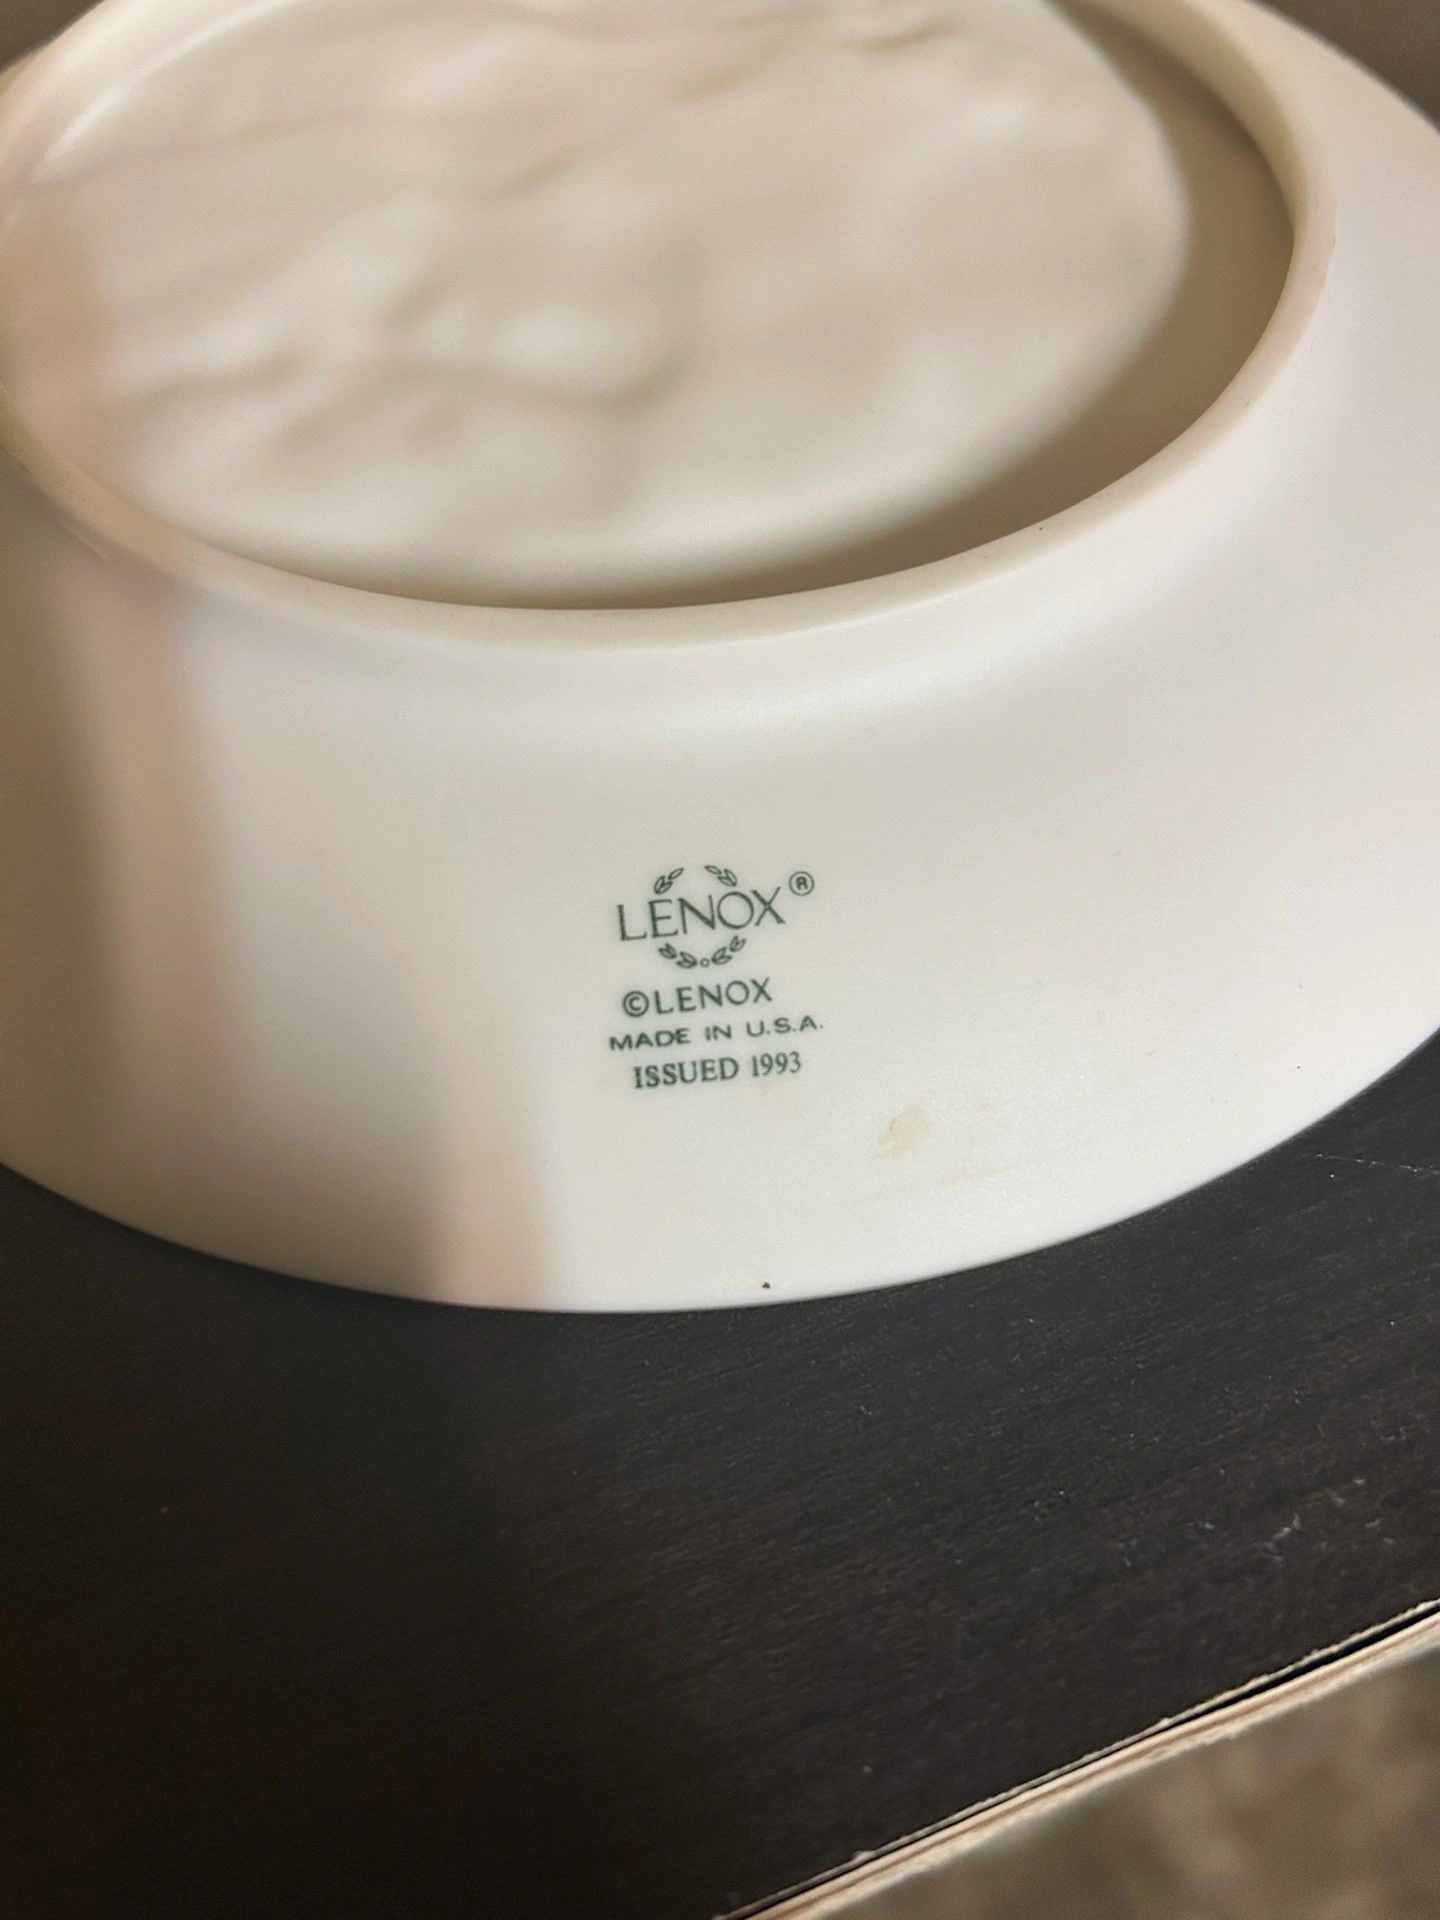 LENOX®
©LENOX
MADE IN U.S.A.
ISSUED 1993